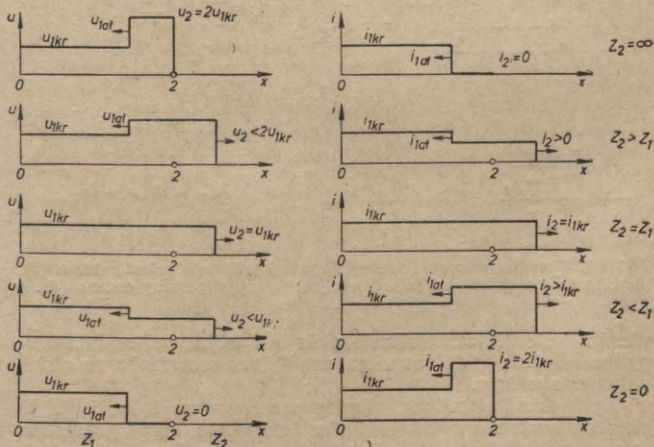 u u₁ₖᵣ u₁ₐₜ u₂=2u₁ₖᵣ 0 2 x
i i₁ₖᵣ i₁ₐₜ i₂=0 0 x Z₂=∞
u u₁ₖᵣ u₁ₐₜ u₂<2u₁ₖᵣ 0 2 x
i i₁ₖᵣ i₁ₐₜ i₂>0 0 2 x Z₂>Z₁
u u₁ₖᵣ u₂=u₁ₖᵣ 0 2 x
i i₁ₖᵣ i₂=i₁ₖᵣ 0 2 x Z₂=Z₁
u u₁ₖᵣ u₁ₐₜ 0 2 x
i i₁ₖᵣ i₁ₐₜ i₂>i₁ₖᵣ 0 2 x Z₂<Z₁
u u₁ₖᵣ u₁ₐₜ u₂=0 0 2 x
i i₁ₖᵣ i₁ₐₜ i₂=2i₁ₖᵣ 0 2 x Z₂=0
Z₁ Z₂